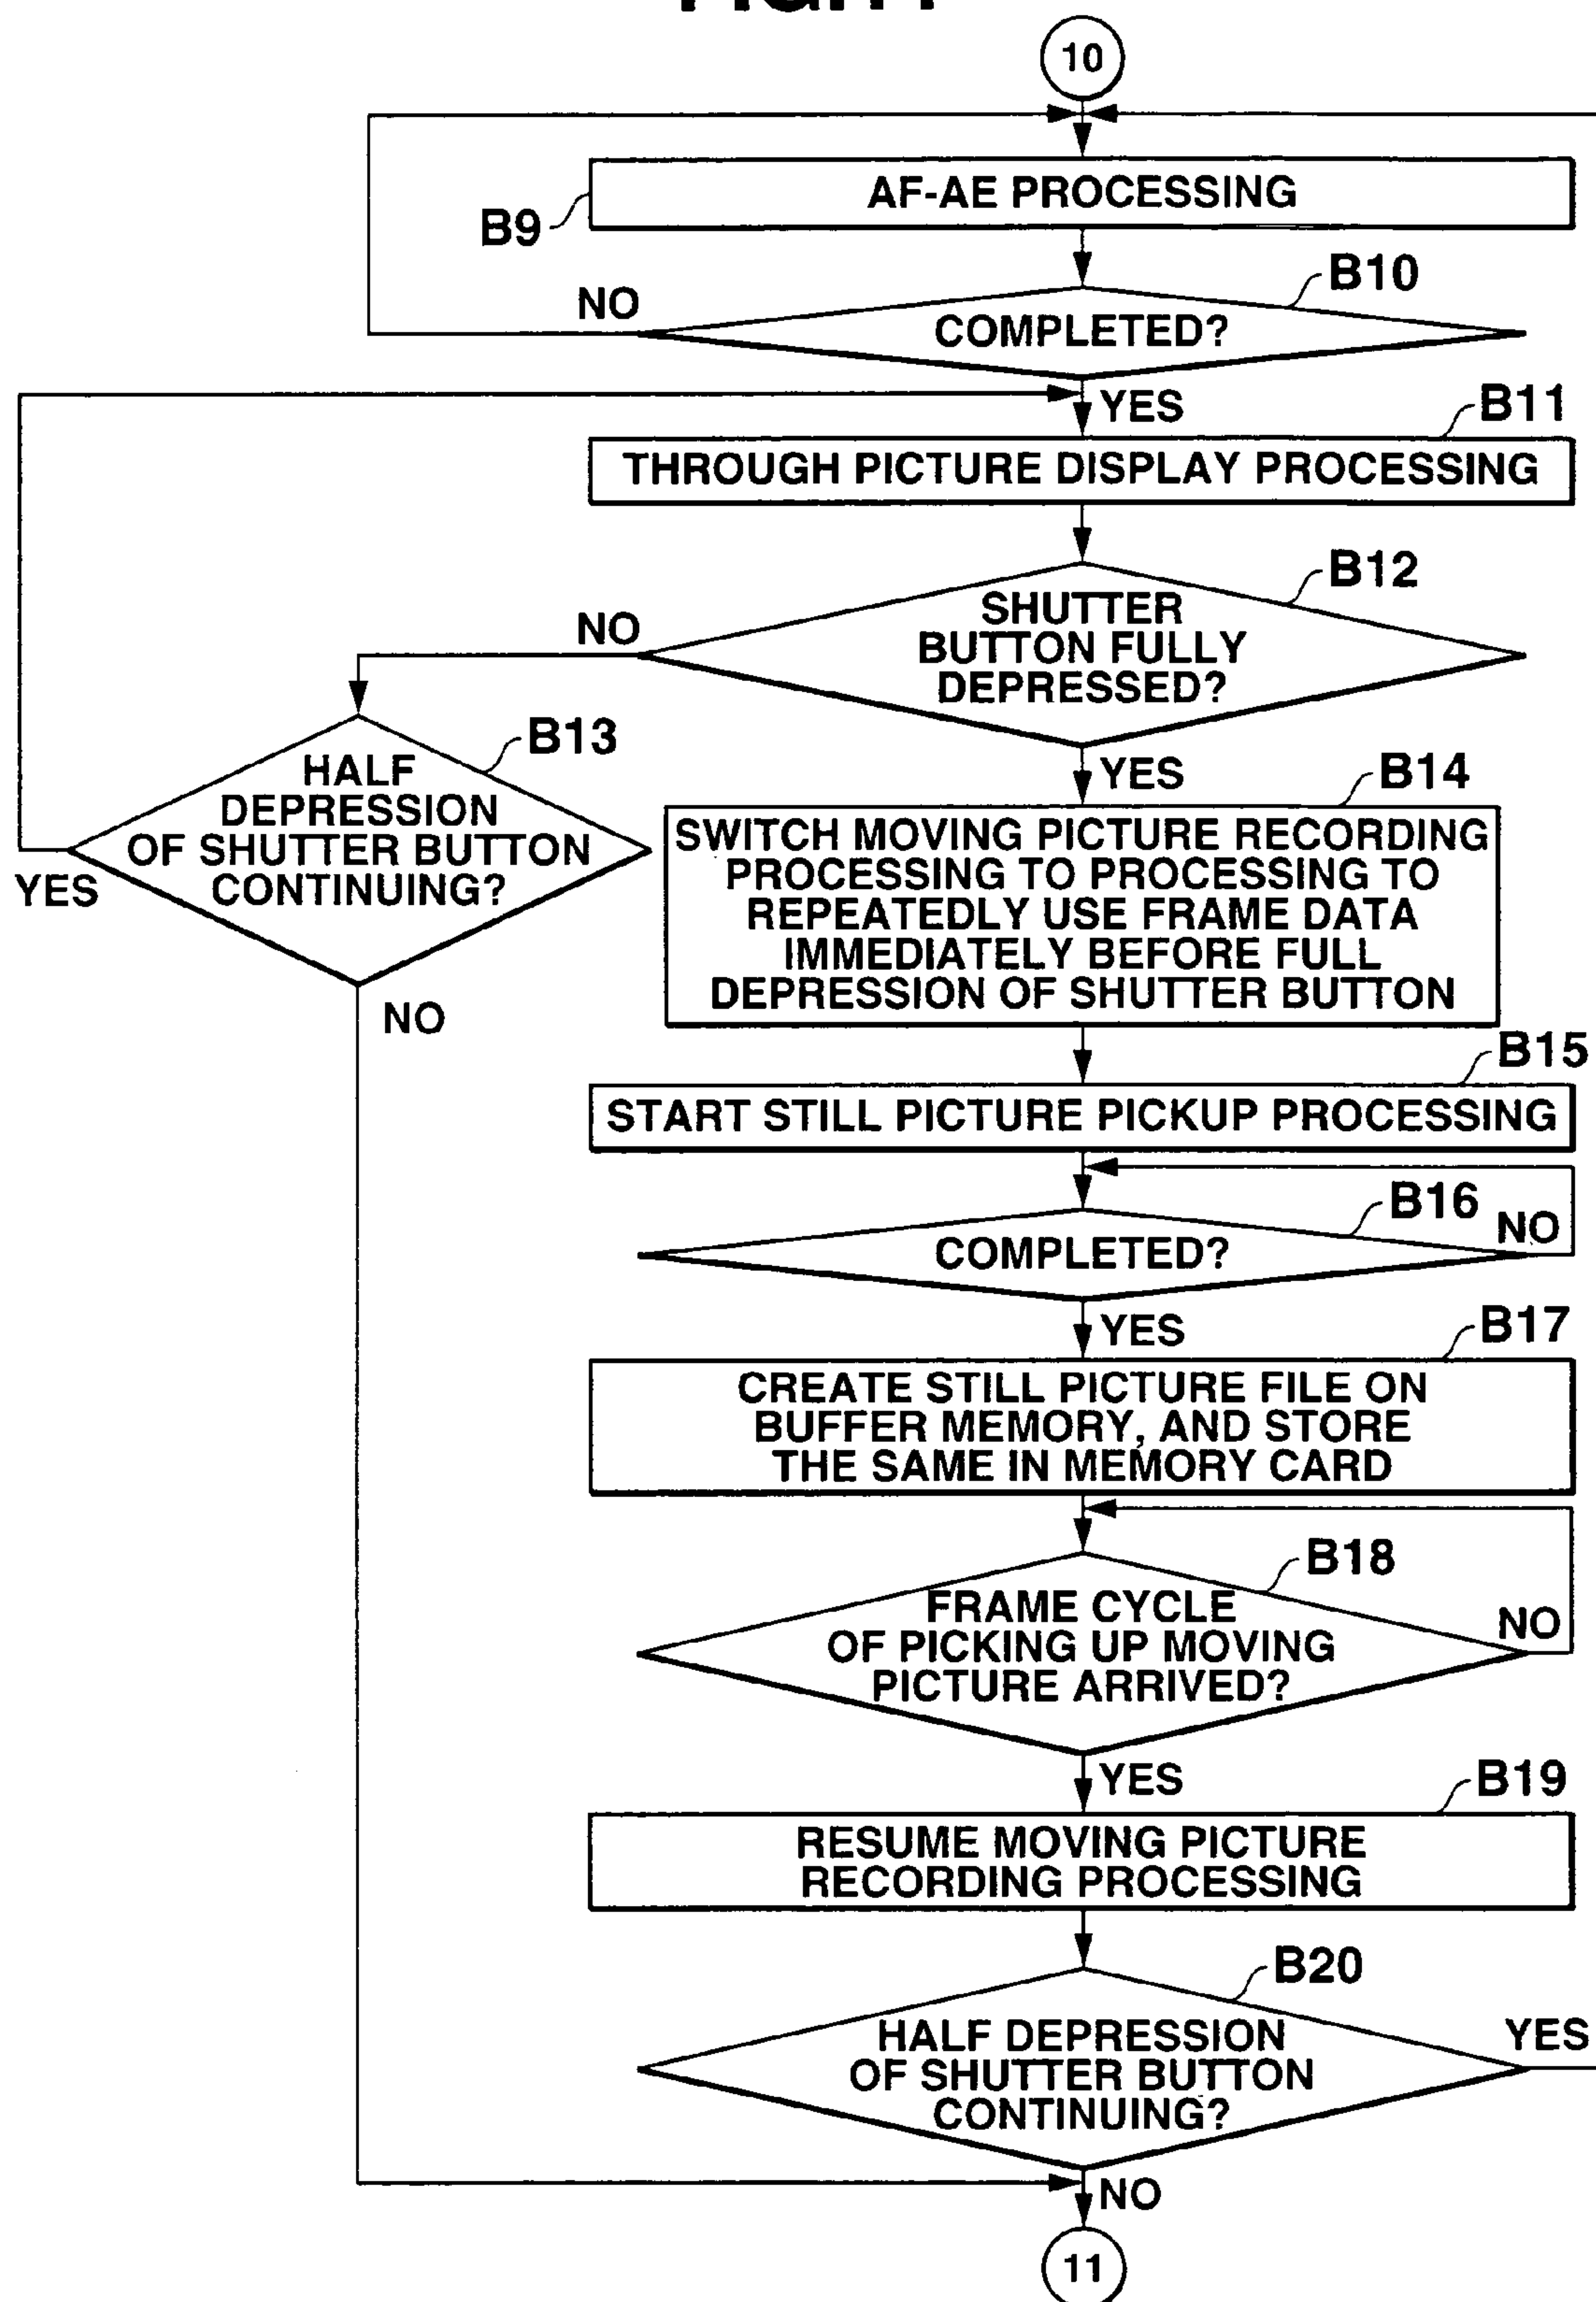 10
AF-AE PROCESSING
B9
B10
NO
COMPLETED?
YES
B11
THROUGH PICTURE DISPLAY PROCESSING
B12
SHUTTER
BUTTON FULLY
DEPRESSED?
NO
B13
HALF
DEPRESSION
OF SHUTTER BUTTON
CONTINUING?
YES
NO
YES
B14
SWITCH MOVING PICTURE RECORDING
PROCESSING TO PROCESSING TO
REPEATEDLY USE FRAME DATA
IMMEDIATELY BEFORE FULL
DEPRESSION OF SHUTTER BUTTON
B15
START STILL PICTURE PICKUP PROCESSING
B16
NO
COMPLETED?
YES
B17
CREATE STILL PICTURE FILE ON
BUFFER MEMORY, AND STORE
THE SAME IN MEMORY CARD
B18
FRAME CYCLE
OF PICKING UP MOVING
PICTURE ARRIVED?
NO
YES
B19
RESUME MOVING PICTURE
RECORDING PROCESSING
B20
HALF DEPRESSION
OF SHUTTER BUTTON
CONTINUING?
YES
NO
11